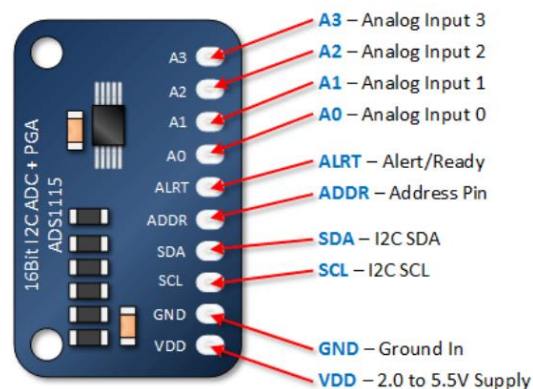 A3
A2
A1
A0
ALRT
ADDR
SDA
SCL
GND
VDD
16Bit I2C ADC + PGA
ADS1115
A3 – Analog Input 3
A2 – Analog Input 2
A1 – Analog Input 1
A0 – Analog Input 0
ALRT – Alert/Ready
ADDR – Address Pin
SDA – I2C SDA
SCL – I2C SCL
GND – Ground In
VDD – 2.0 to 5.5V Supply